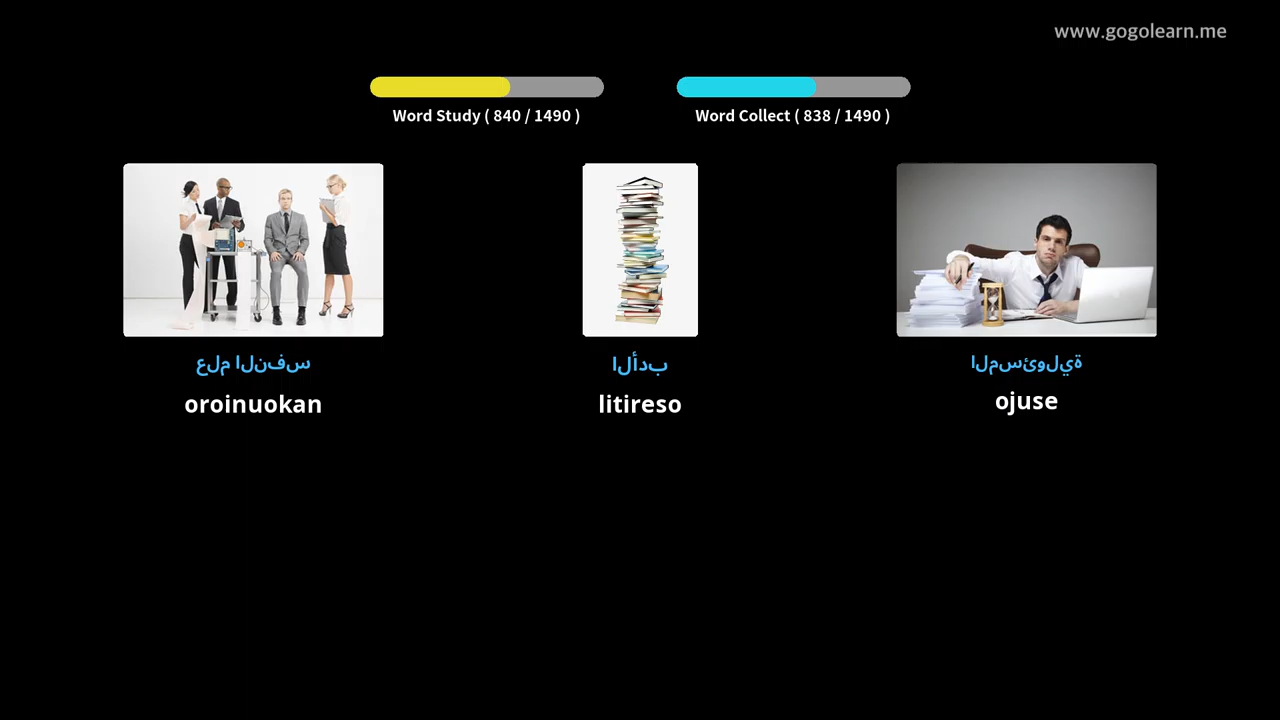 www.gogolearn.me
Word Study ( 840 / 1490 )
Word Collect ( 838 / 1490 )
علم النفس
الأدب
المسئولية
oroinuokan
litireso
ojuse